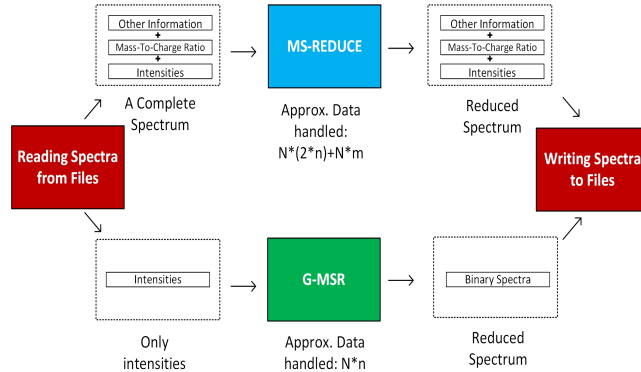 Other Information
+
Mass-To-Charge Ratio
+
Intensities
A Complete
Spectrum
MS-REDUCE
Approx. Data
handled:
N*(2*n)+N*m
Other Information
+
Mass-To-Charge Ratio
+
Intensities
Reduced
Spectrum
Reading Spectra
from Files
Writing Spectra
to Files
Intensities
Only
intensities
G-MSR
Approx. Data
handled: N*n
Binary Spectra
Reduced
Spectrum